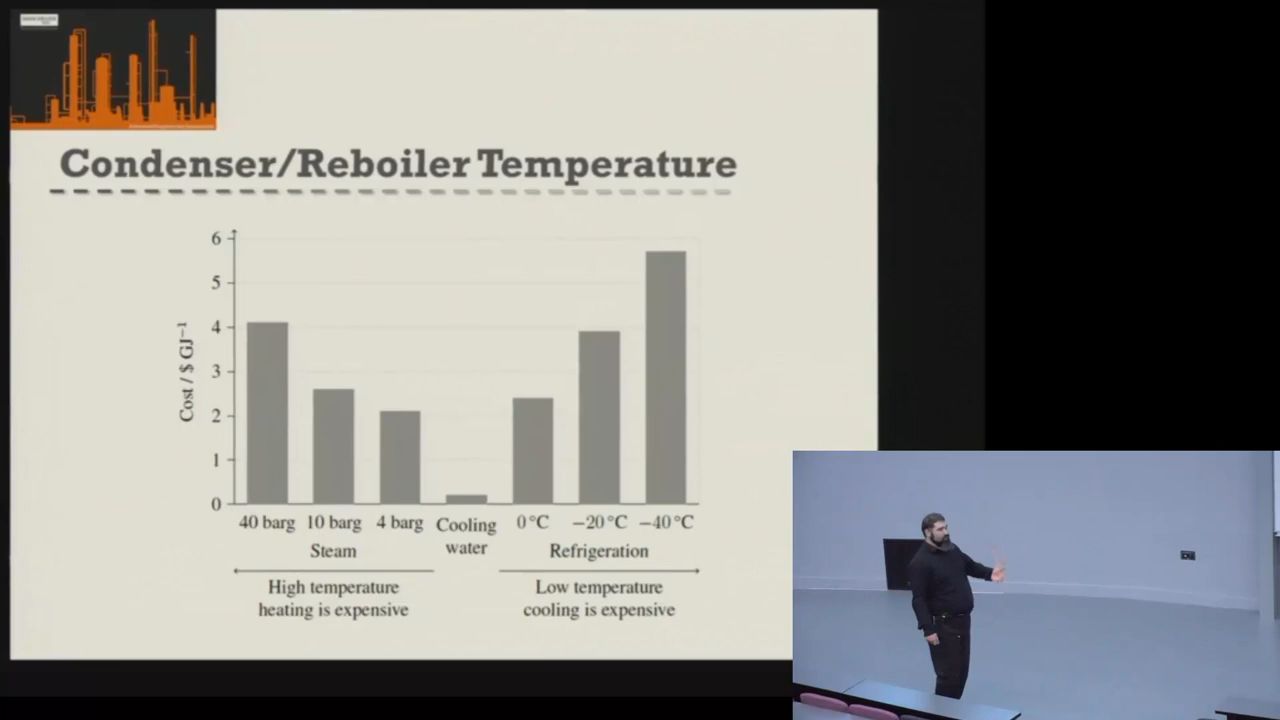 Condenser/Reboiler Temperature
6
5
4
3
2
1
0
Cost / $ GJ⁻¹
40 barg 10 barg 4 barg Cooling water 0 °C −20 °C −40 °C
Steam Refrigeration
High temperature heating is expensive
Low temperature cooling is expensive